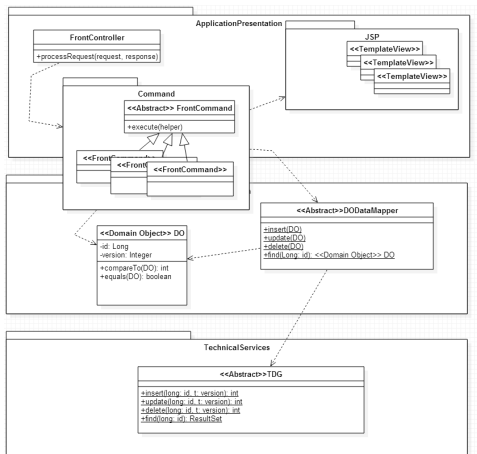 ApplicationPresentation
FrontController
+processRequest(request, response)
JSP
<<TemplateView>>
<<TemplateView>>
<<TemplateView>>
Command
<<Abstract>> FrontCommand
+execute(helper)
<<FrontCommand>>
<<FrontC
<<FrontCommand>>
<<Domain Object>> DO
-id: Long
-version: Integer
+compareTo(DO): int
+equals(DO): boolean
<<Abstract>>DODataMapper
+insert(DO)
+update(DO)
+delete(DO)
+find(Long: id): <<Domain Object>> DO
TechnicalServices
<<Abstract>>TDG
+insert(long: id, t: version): int
+update(long: id, t: version): int
+delete(long: id, t: version): int
+find(long: id): ResultSet